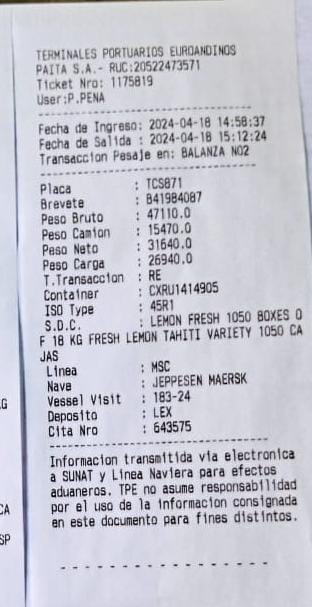 TERMINALES PORTUARIOS EUROANDINOS
PAITA S.A.- RUC:20522473571
Ticket Nro: 1175819
User:P.PENA
Fecha de Ingreso: 2024-04-18 14:58:37
Fecha de Salida : 2024-04-18 15:12:24
Transaccion Pesaje en: BALANZA NO2
Placa : TCS871
Brevete : B41984087
Peso Bruto : 47110.0
Peso Camion : 15470.0
Peso Neto : 31640.0
Peso Carga : 26940.0
T.Transaccion : RE
Container : CXRU1414905
ISO Type : 45R1
S.D.C. : LEMON FRESH 1050 BOXES O
F 18 KG FRESH LEMON TAHITI VARIETY 1050 CA
JAS
Linea : MSC
Nave : JEPPESEN MAERSK
Vessel Visit : 183-24
Deposito : LEX
Cita Nro : 643575
Informacion transmitida via electronica
a SUNAT y Linea Naviera para efectos
aduaneros. TPE no asume responsabilidad
por el uso de la informacion consignada
en este documento para fines distintos.
G
CA
SP